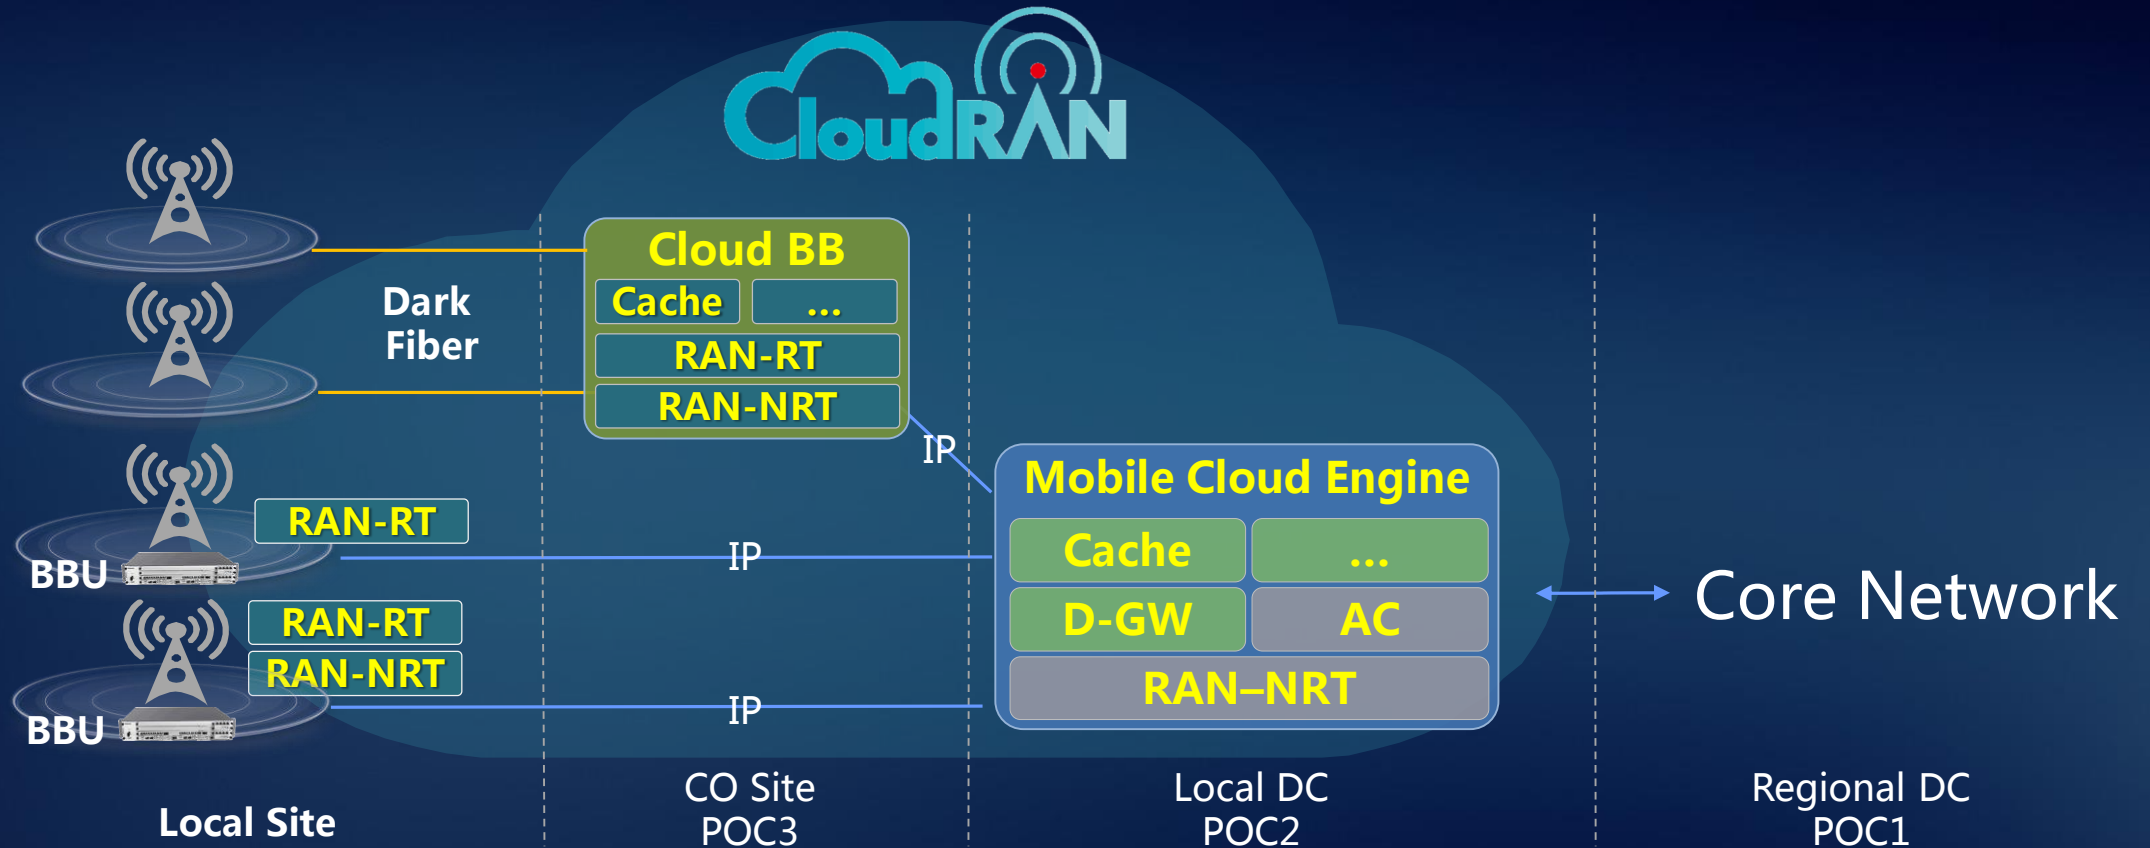 CloudRAN
Dark
Fiber
Cloud BB
Cache
...
RAN-RT
RAN-NRT
IP
RAN-RT
BBU
IP
RAN-RT
RAN-NRT
BBU
IP
Mobile Cloud Engine
Cache
...
D-GW
AC
RAN–NRT
Core Network
Local Site
CO Site
POC3
Local DC
POC2
Regional DC
POC1